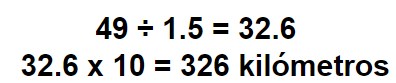 49 ÷ 1.5 = 32.6
32.6 x 10 = 326 kilómetros